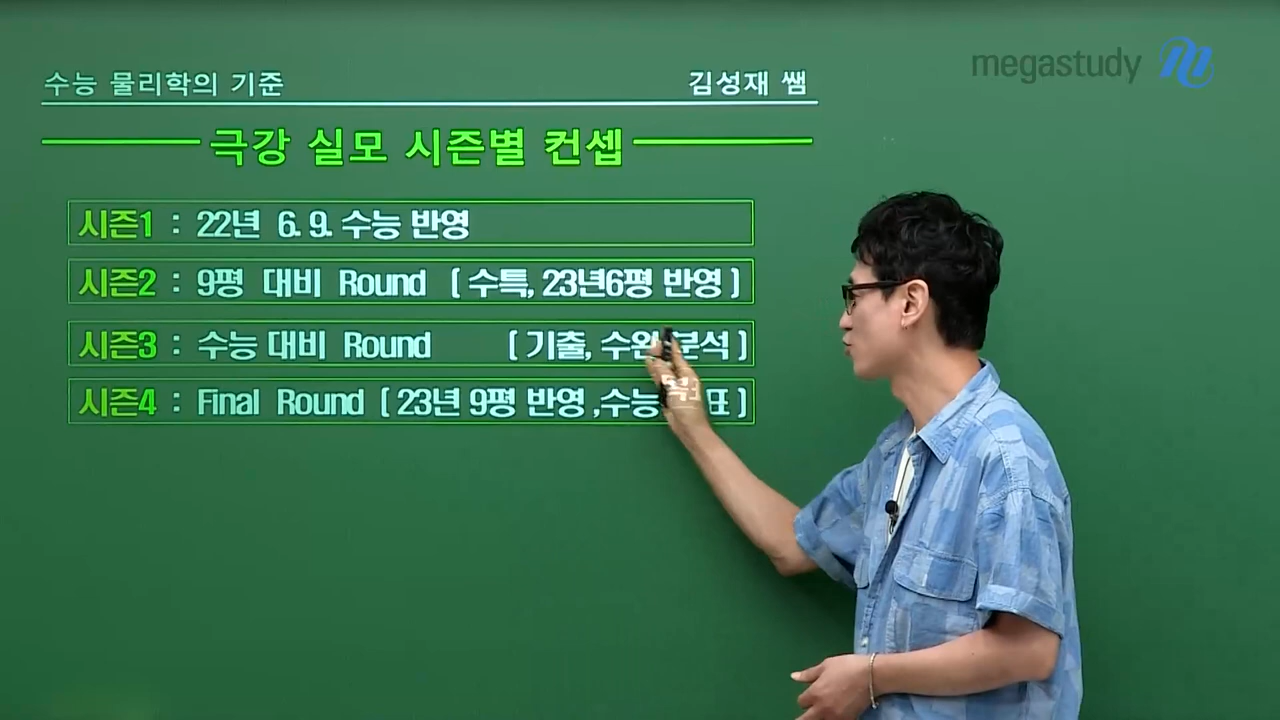 megastudy
수능 물리학의 기준 김성재 쌤
극강 실모 시즌별 컨셉
시즌1 : 22년 6. 9. 수능 반영
시즌2 : 9평 대비 Round [ 수특, 23년6평 반영 ]
시즌3 : 수능 대비 Round [ 기출, 수완 분석 ]
시즌4 : Final Round [ 23년 9평 반영 ,수능 목표 ]